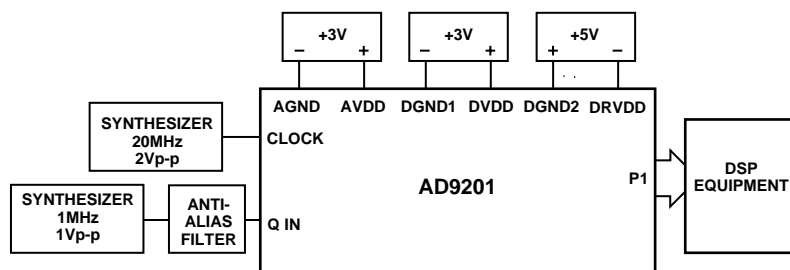 +3V
– +
+3V
– +
+5V
+ –
AGND AVDD DGND1 DVDD DGND2 DRVDD
SYNTHESIZER
20MHz
2Vp-p
CLOCK
SYNTHESIZER
1MHz
1Vp-p
ANTI-
ALIAS
FILTER
Q IN
AD9201
P1
DSP
EQUIPMENT